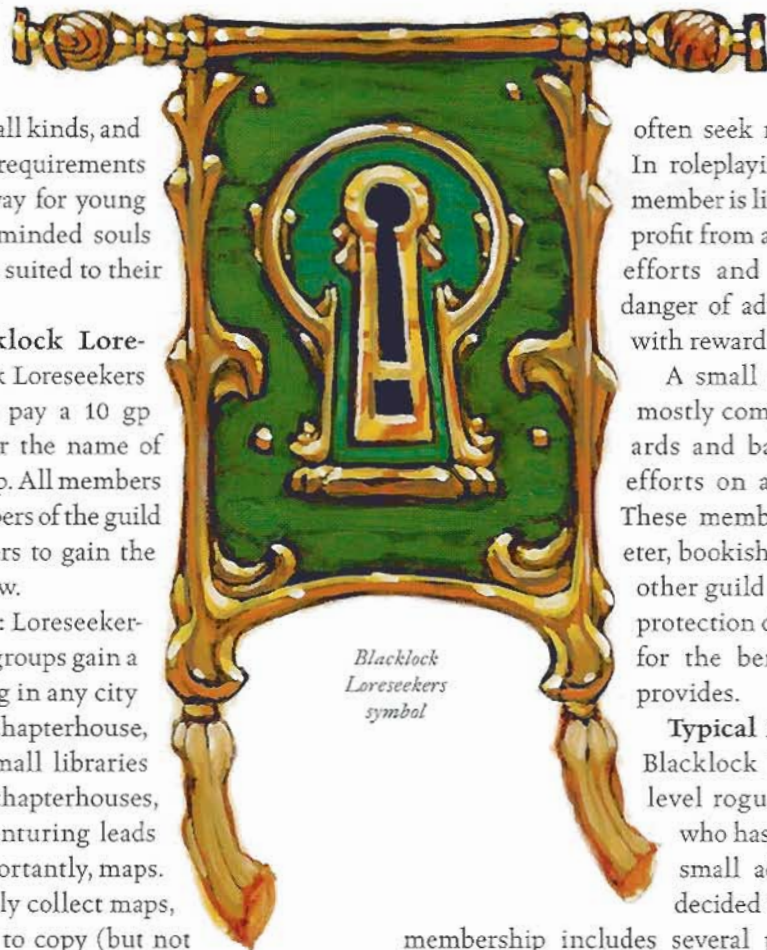 all kinds, and
requirements
way for young
minded souls
suited to their
klock Lore-
k Loreseekers
pay a 10 gp
r the name of
p. All members
bers of the guild
ers to gain the
w.
: Loreseeker-
groups gain a
g in any city
hapterhouse,
mall libraries
chapterhouses,
nturing leads
ortantly, maps.
ly collect maps,
to copy (but not
Blacklock
Loreseekers
symbol
often seek
In roleplayi
member is li
profit from a
efforts and
danger of ad
with reward
A small
mostly com
ards and ba
efforts on a
These memb
eter, bookish
other guild
protection o
for the ber
provides.
Typical
Blacklock
level rogu
who has
small a
decided
membership includes several